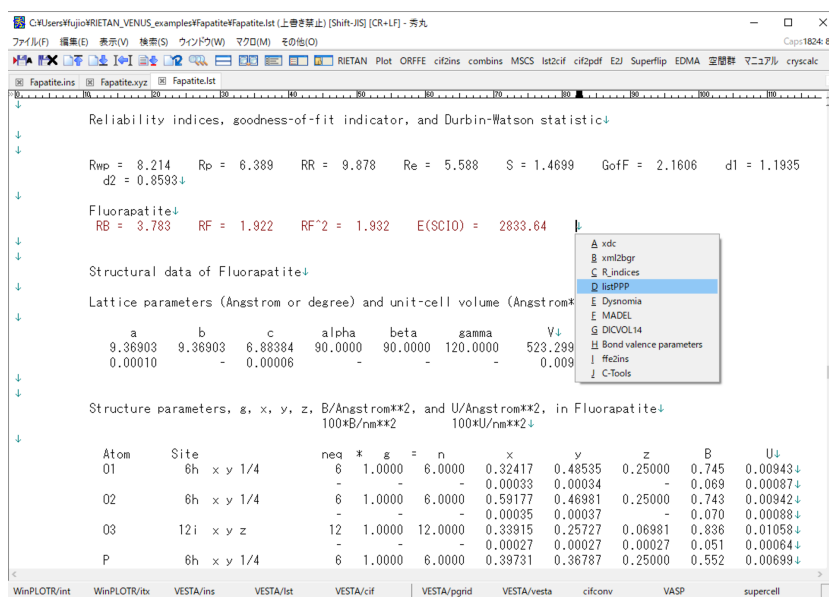 C:¥Users¥fujio¥RIETAN_VENUS_examples¥Fapatite¥Fapatite.lst (上書き禁止) [Shift-JIS] [CR+LF] - 秀丸
ファイル(F) 編集(E) 表示(V) 検索(S) ウィンドウ(W) マクロ(M) その他(O) Caps1824: 8
RIETAN Plot ORFFE cif2ins combins MSCS lst2cif cif2pdf E2J Superflip EDMA 空間群 マニュアル cryscalc
Fapatite.ins Fapatite.xyz Fapatite.lst
0 10 20 30 40 50 60 70 80 90 100 110
↓
Reliability indices, goodness-of-fit indicator, and Durbin-Watson statistic↓
↓
↓
Rwp = 8.214 Rp = 6.389 RR = 9.878 Re = 5.588 S = 1.4699 GofF = 2.1606 d1 = 1.1935
d2 = 0.8593↓
↓
Fluorapatite↓
RB = 3.783 RF = 1.922 RF^2 = 1.932 E(SCIO) = 2833.64 ↓
↓
↓
Structural data of Fluorapatite↓
↓
Lattice parameters (Angstrom or degree) and unit-cell volume (Angstrom*
↓
a b c alpha beta gamma V↓
9.36903 9.36903 6.88384 90.0000 90.0000 120.0000 523.299
0.00010 - 0.00006 - - - 0.009
↓
↓
A xdc
B xml2bgr
C R_indices
D listPPP
E Dysnomia
F MADEL
G DICVOL14
H Bond valence parameters
I ffe2ins
J C-Tools
Structure parameters, g, x, y, z, B/Angstrom**2, and U/Angstrom**2, in Fluorapatite↓
100*B/nm**2 100*U/nm**2↓
↓
Atom Site neq * g = n x y z B U↓
O1 6h x y 1/4 6 1.0000 6.0000 0.32417 0.48535 0.25000 0.745 0.00943↓
- - - 0.00033 0.00034 - 0.069 0.00087↓
O2 6h x y 1/4 6 1.0000 6.0000 0.59177 0.46981 0.25000 0.743 0.00942↓
- - - 0.00035 0.00037 - 0.070 0.00088↓
O3 12i x y z 12 1.0000 12.0000 0.33915 0.25727 0.06981 0.836 0.01058↓
- - - 0.00027 0.00027 0.00027 0.051 0.00064↓
P 6h x y 1/4 6 1.0000 6.0000 0.39731 0.36787 0.25000 0.552 0.00699↓
WinPLOTR/int WinPLOTR/itx VESTA/ins VESTA/lst VESTA/cif VESTA/pgrid VESTA/vesta cifconv VASP supercell